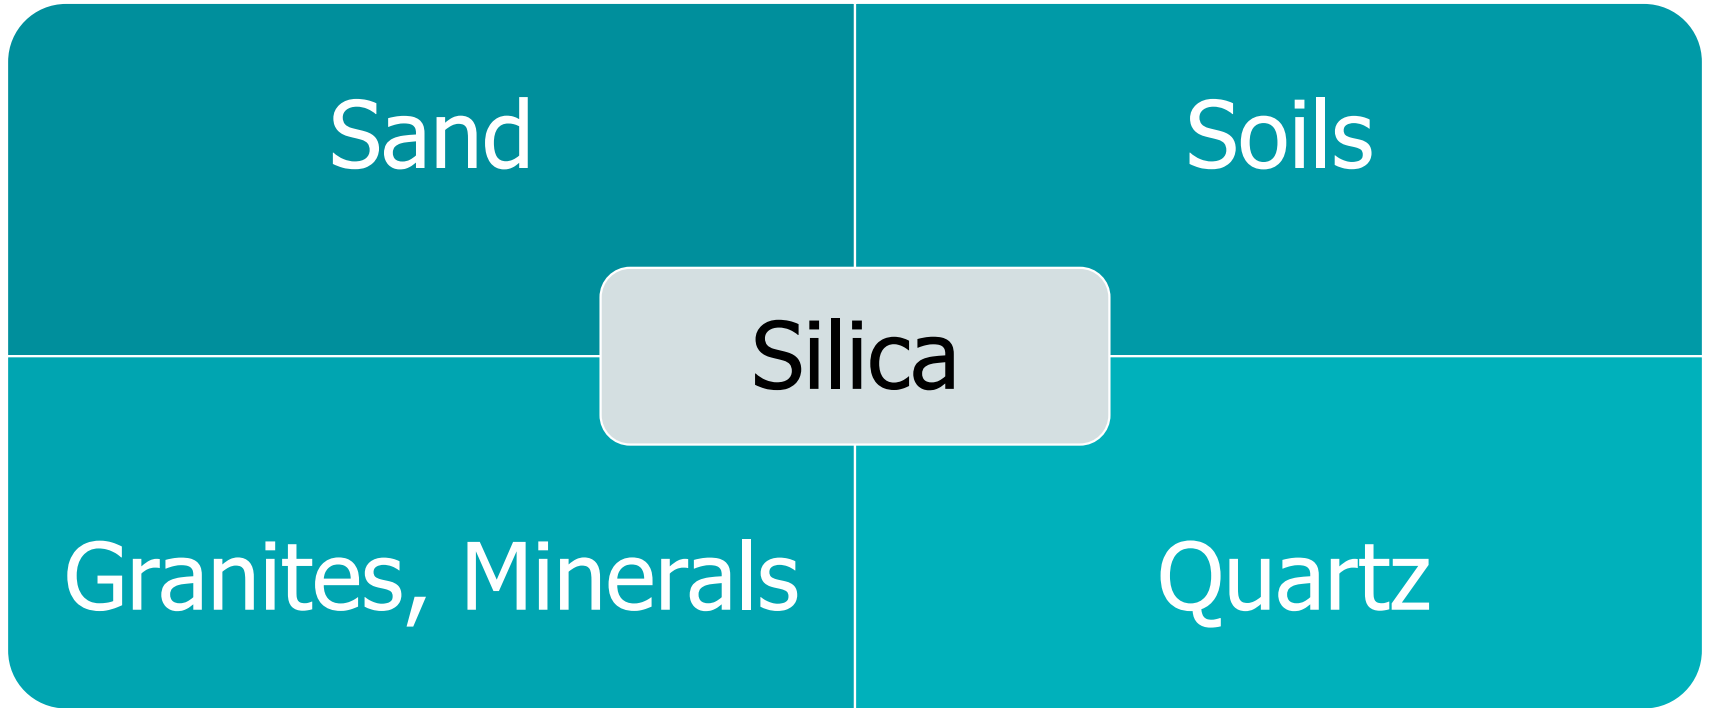 Sand
Soils
Silica
Granites, Minerals
Quartz